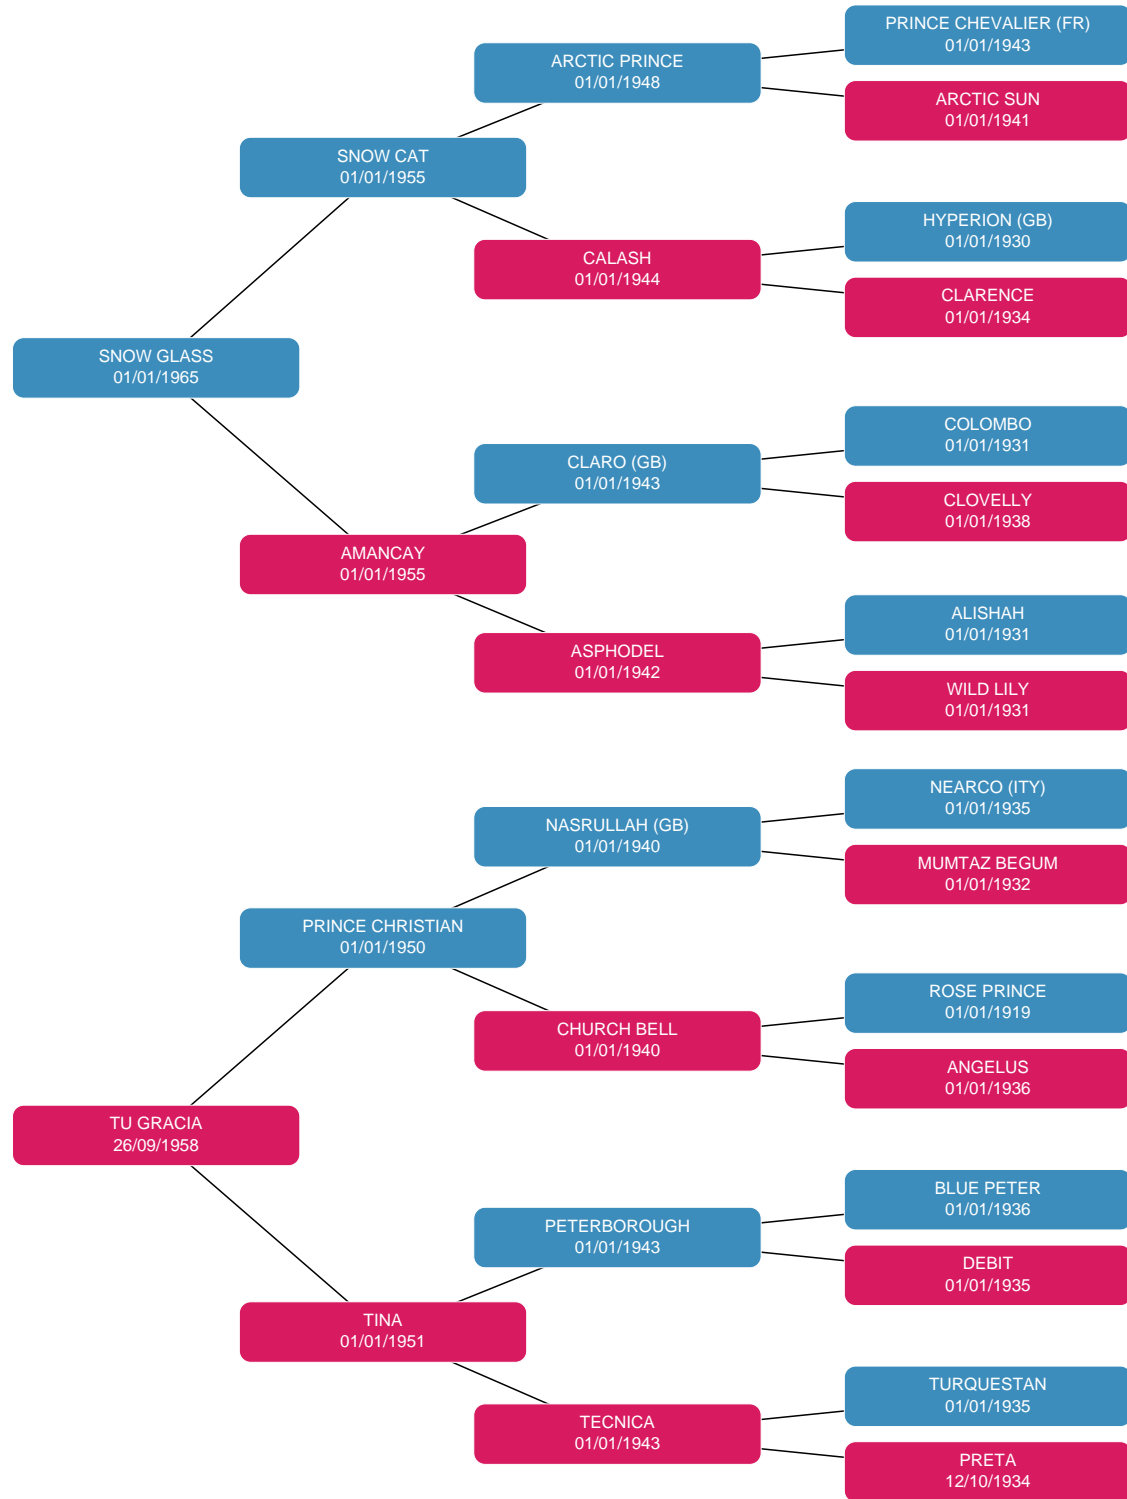 PRINCE CHEVALIER (FR)
01/01/1943
ARCTIC PRINCE
01/01/1948
ARCTIC SUN
01/01/1941
SNOW CAT
01/01/1955
HYPERION (GB)
01/01/1930
CALASH
01/01/1944
CLARENCE
01/01/1934
SNOW GLASS
01/01/1965
COLOMBO
01/01/1931
CLARO (GB)
01/01/1943
CLOVELLY
01/01/1938
AMANCAY
01/01/1955
ALISHAH
01/01/1931
ASPHODEL
01/01/1942
WILD LILY
01/01/1931
NEARCO (ITY)
01/01/1935
NASRULLAH (GB)
01/01/1940
MUMTAZ BEGUM
01/01/1932
PRINCE CHRISTIAN
01/01/1950
ROSE PRINCE
01/01/1919
CHURCH BELL
01/01/1940
ANGELUS
01/01/1936
TU GRACIA
26/09/1958
BLUE PETER
01/01/1936
PETERBOROUGH
01/01/1943
DEBIT
01/01/1935
TINA
01/01/1951
TURQUESTAN
01/01/1935
TECNICA
01/01/1943
PRETA
12/10/1934